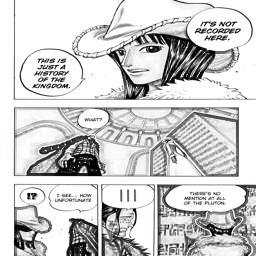 IT'S NOT
RECORDED
HERE.
THIS IS
JUST A
HISTORY
OF THE
KINGDOM.
WHAT?
THERE'S NO
MENTION AT ALL
OF THE PLUTON.
!!!
I SEE... HOW
UNFORTUNATE
!?